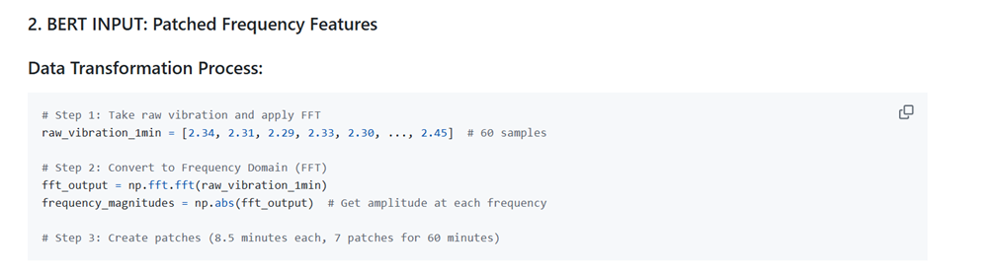 2. BERT INPUT: Patched Frequency Features
Data Transformation Process:
# Step 1: Take raw vibration and apply FFT
raw_vibration_1min = [2.34, 2.31, 2.29, 2.33, 2.30, ..., 2.45]  # 60 samples
# Step 2: Convert to Frequency Domain (FFT)
fft_output = np.fft.fft(raw_vibration_1min)
frequency_magnitudes = np.abs(fft_output)  # Get amplitude at each frequency
# Step 3: Create patches (8.5 minutes each, 7 patches for 60 minutes)